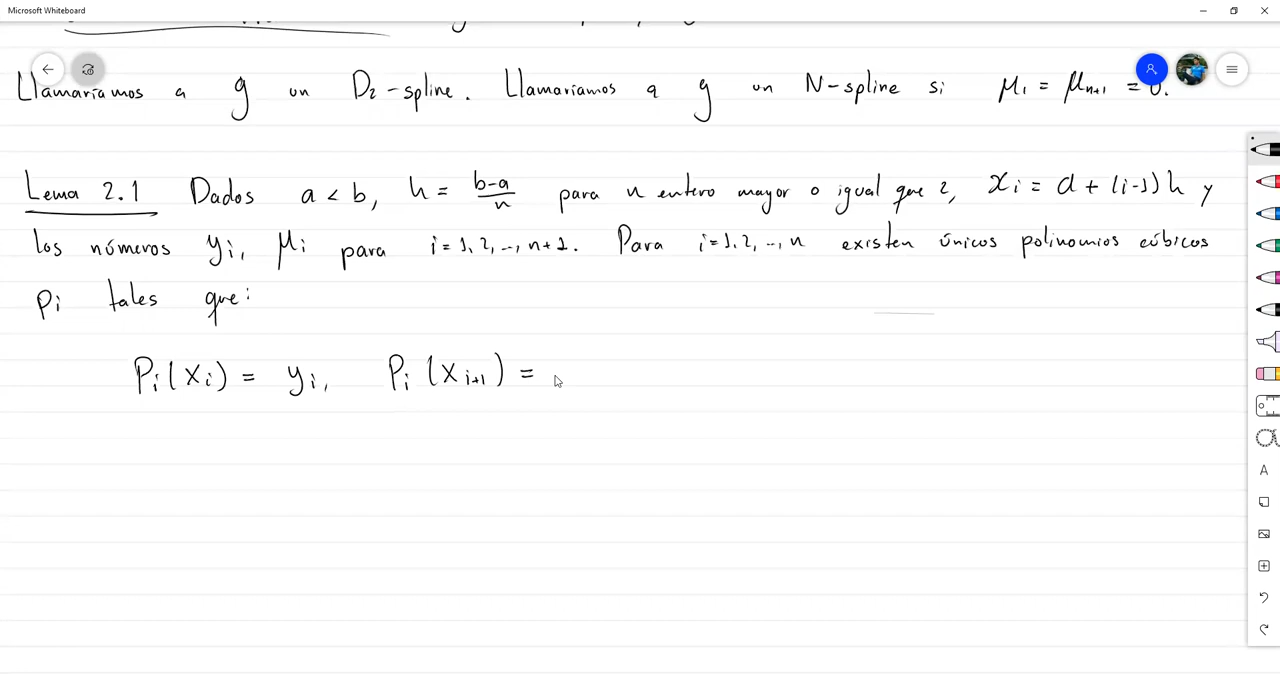 Microsoft Whiteboard
Llamaríamos a g un D₂-spline. Llamaríamos a g un N-spline si μ₁ = μₙ₊₁ = 0.
Lema 2.1 Dados a < b, h = (b-a)/n para n entero mayor o igual que 2, xᵢ = a + (i-1)h y
los números yᵢ, μᵢ para i = 1, 2, ..., n+1. Para i = 1, 2, ..., n existen únicos polinomios cúbicos
pᵢ tales que:
Pᵢ(xᵢ) = yᵢ, Pᵢ(xᵢ₊₁) =
A